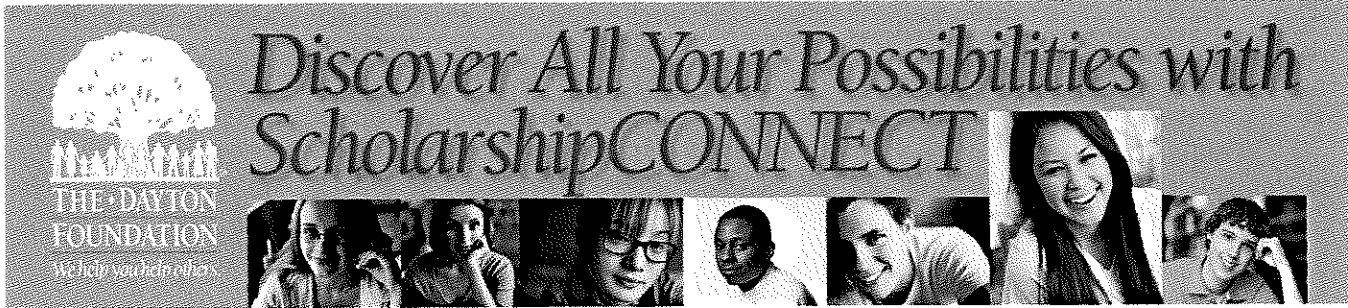 Discover All Your Possibilities with
ScholarshipCONNECT
THE • DAYTON
FOUNDATION
We help you help others.